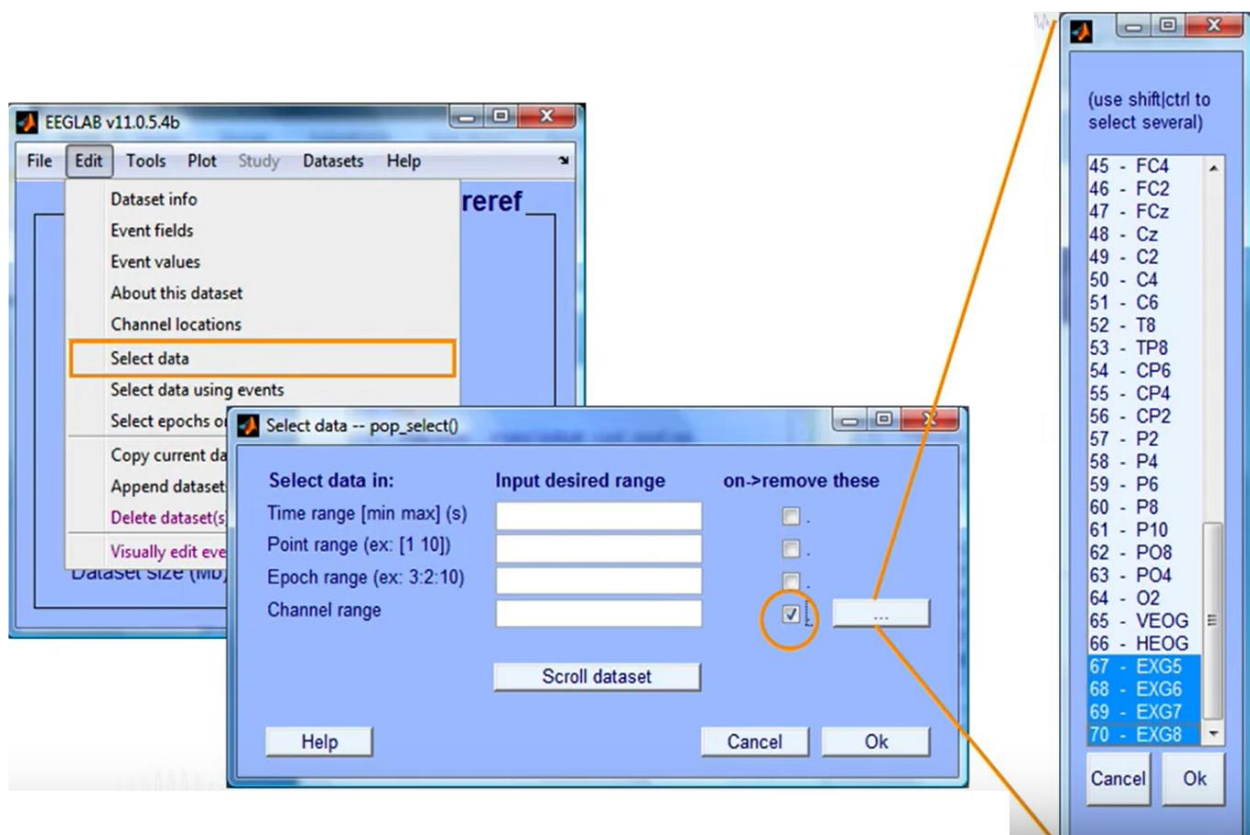 EEGLAB v11.0.5.4b
File Edit Tools Plot Study Datasets Help
reref
Dataset info
Event fields
Event values
About this dataset
Channel locations
Select data
Select data using events
Select epochs o
Copy current da
Append dataset
Delete dataset(s
Visually edit eve
Dataset size (Mb)
Select data -- pop_select()
Select data in: Input desired range on->remove these
Time range [min max] (s)
Point range (ex: [1 10])
Epoch range (ex: 3:2:10)
Channel range ...
Scroll dataset
Help Cancel Ok
(use shift|ctrl to
select several)
45 - FC4
46 - FC2
47 - FCz
48 - Cz
49 - C2
50 - C4
51 - C6
52 - T8
53 - TP8
54 - CP6
55 - CP4
56 - CP2
57 - P2
58 - P4
59 - P6
60 - P8
61 - P10
62 - PO8
63 - PO4
64 - O2
65 - VEOG
66 - HEOG
67 - EXG5
68 - EXG6
69 - EXG7
70 - EXG8
Cancel Ok